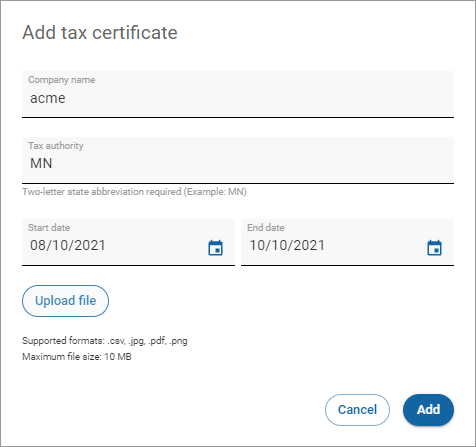 Add tax certificate
Company name
acme
Tax authority
MN
Two-letter state abbreviation required (Example: MN)
Start date End date
08/10/2021 10/10/2021
Upload file
Supported formats: .csv, .jpg, .pdf, .png
Maximum file size: 10 MB
Cancel Add